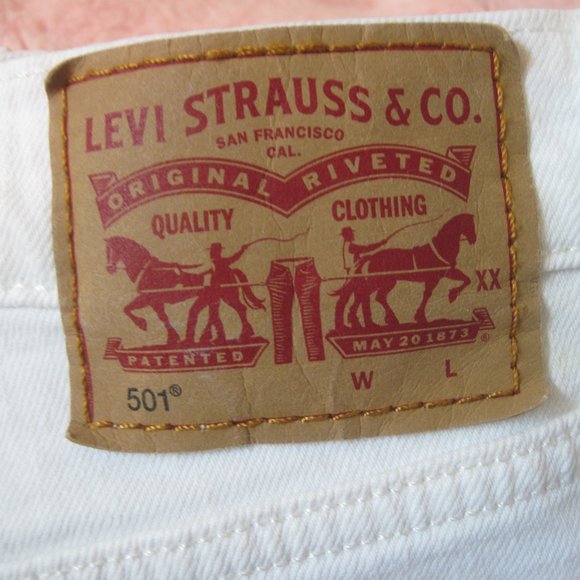 LEVI STRAUSS & CO.
SAN FRANCISCO
CAL.
ORIGINAL RIVETED
QUALITY CLOTHING
XX
PATENTED MAY 20 1873 ®
501® W L